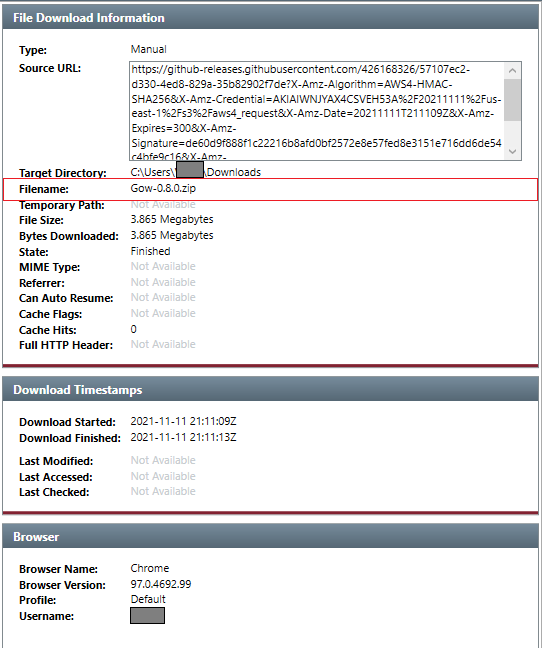 File Download Information
Type: Manual
Source URL: https://github-releases.githubusercontent.com/426168326/57107ec2-
d330-4ed8-829a-35b82902f7de?X-Amz-Algorithm=AWS4-HMAC-
SHA256&X-Amz-Credential=AKIAIWNJYAX4CSVEH53A%2F20211111%2Fus-
east-1%2Fs3%2Faws4_request&X-Amz-Date=20211111T211109Z&X-Amz-
Expires=300&X-Amz-
Signature=de60d9f888f1c22216b8afd0bf2572e8e57fed8e3151e716dd6de54
c4bfe9c16&X-Amz-
Target Directory: C:\Users\ \Downloads
Filename: Gow-0.8.0.zip
Temporary Path: Not Available
File Size: 3.865 Megabytes
Bytes Downloaded: 3.865 Megabytes
State: Finished
MIME Type: Not Available
Referrer: Not Available
Can Auto Resume: Not Available
Cache Flags: Not Available
Cache Hits: 0
Full HTTP Header: Not Available
Download Timestamps
Download Started: 2021-11-11 21:11:09Z
Download Finished: 2021-11-11 21:11:13Z
Last Modified: Not Available
Last Accessed: Not Available
Last Checked: Not Available
Browser
Browser Name: Chrome
Browser Version: 97.0.4692.99
Profile: Default
Username: